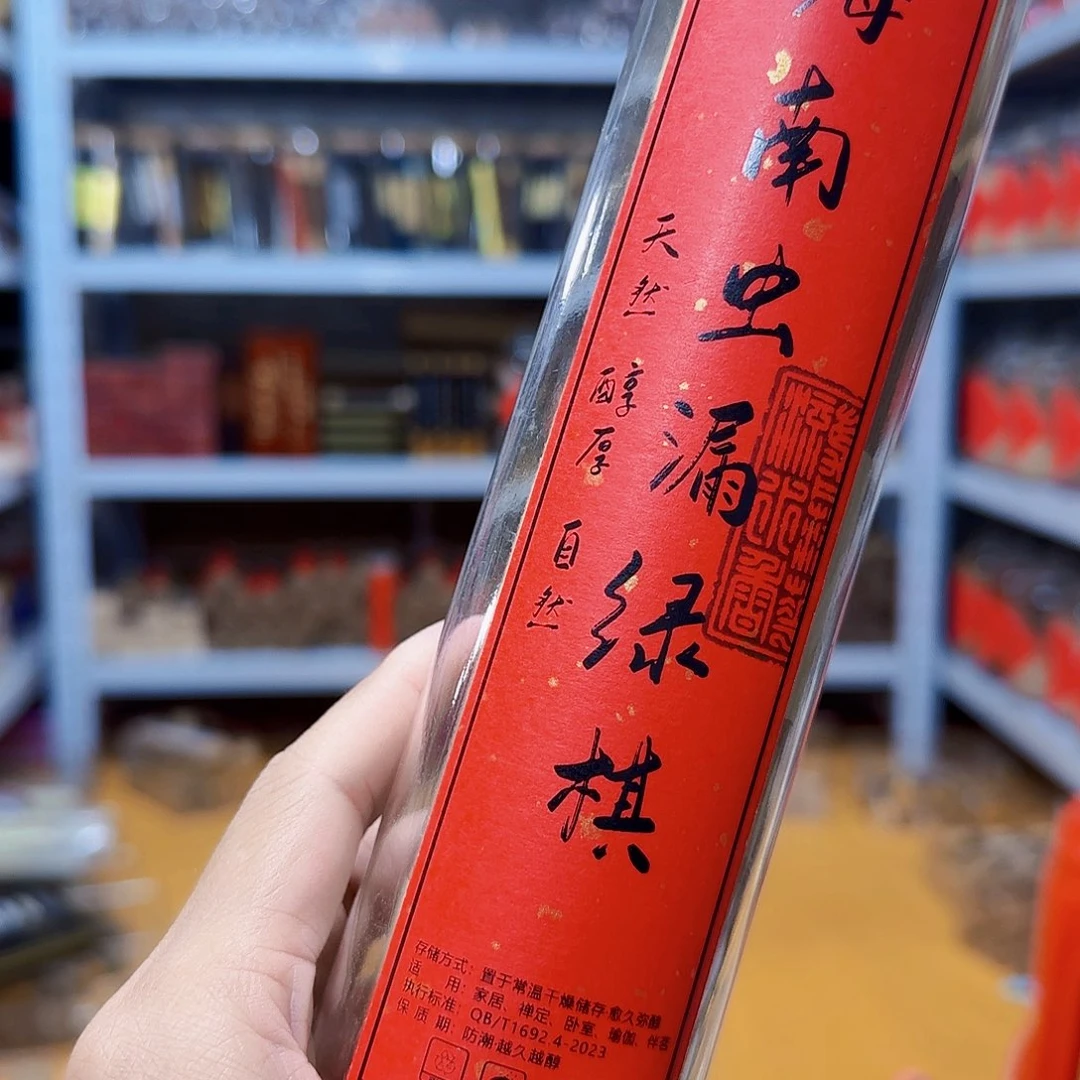 海南虫漏绿棋
天然
醇厚
自然
存储方式：置于常温干燥储存·愈久弥醇
适　用：家居、禅定、卧室、瑜伽、伴茗
执行标准：QB/T1692.4-2023
保 质 期：防潮·越久越醇